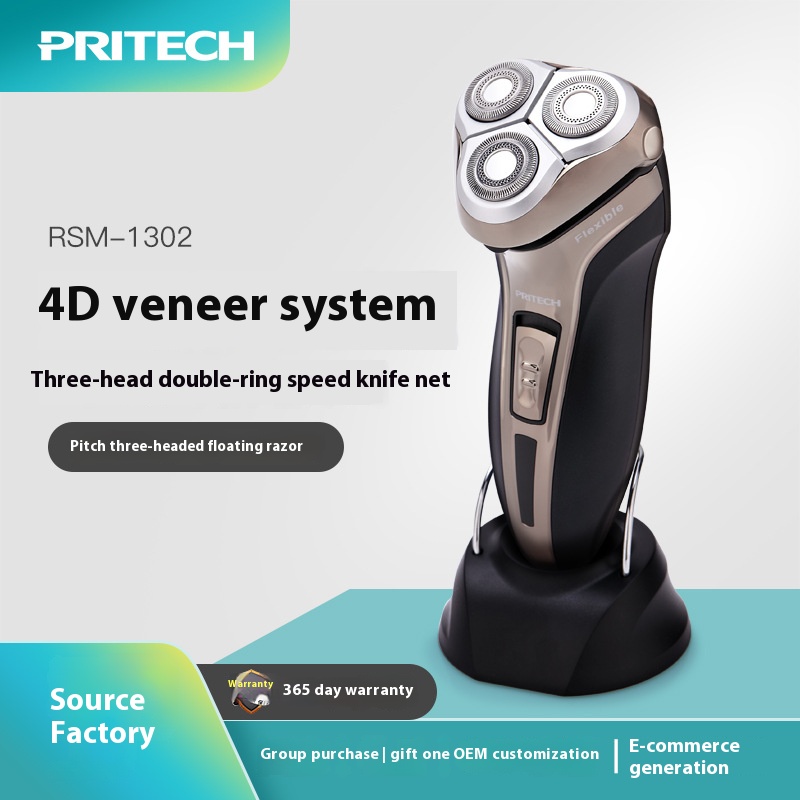 PRITECH
RSM-1302
4D veneer system
Three-head double-ring speed knife net
Pitch three-headed floating razor
Flexible
PRITECH
Warranty
365 day warranty
Source
Factory
Group purchase | gift one OEM customization
E-commerce
generation